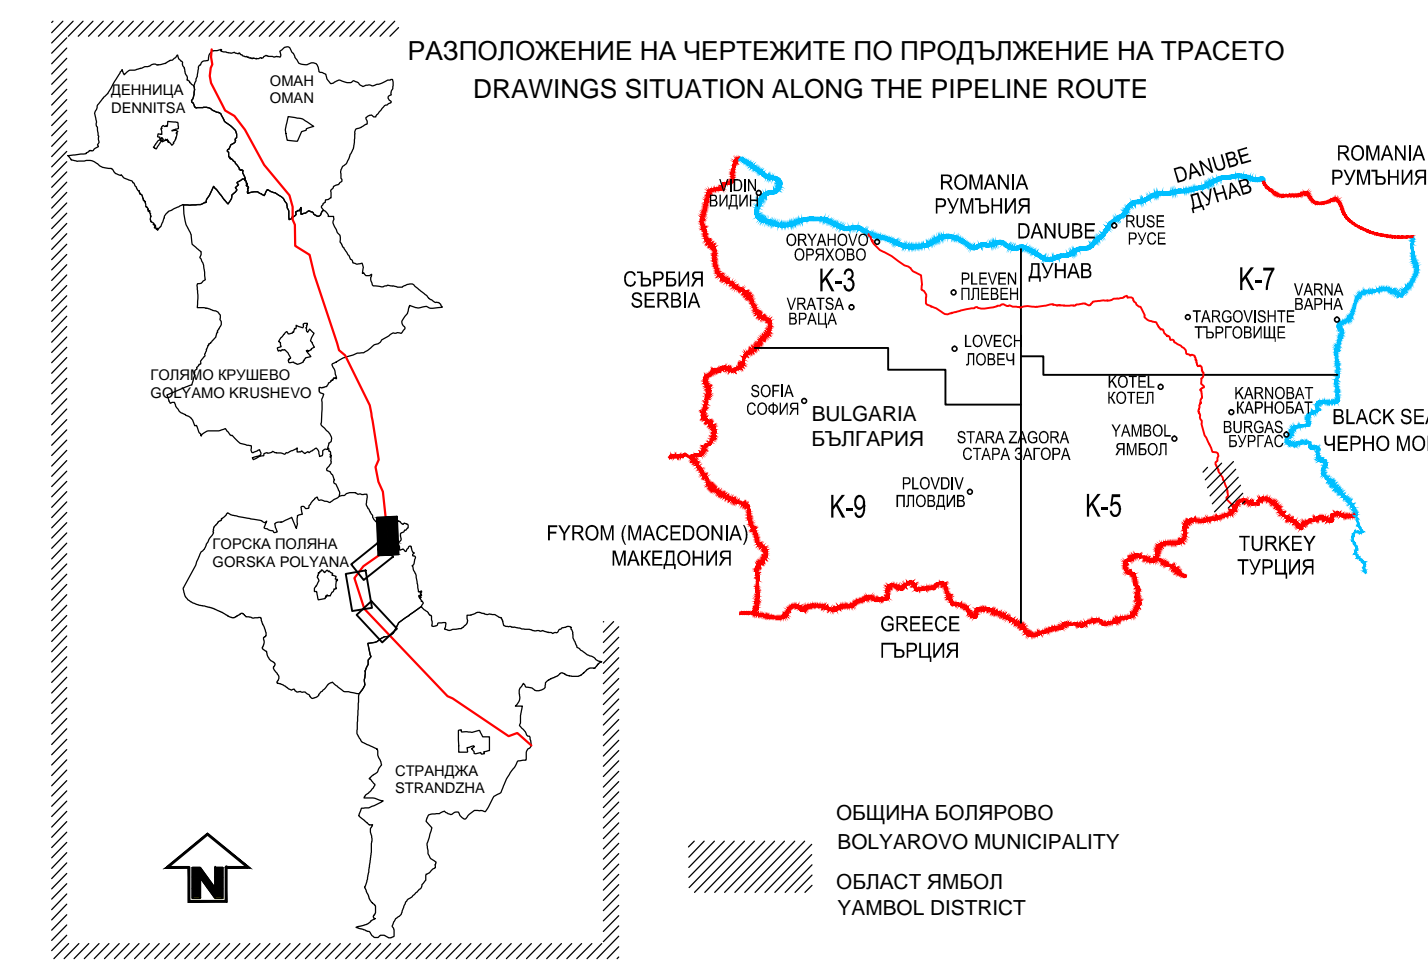 РАЗПОЛОЖЕНИЕ НА ЧЕРТЕЖИТЕ ПО ПРОДЪЛЖЕНИЕ НА ТРАСЕТО
DRAWINGS SITUATION ALONG THE PIPELINE ROUTE
ДЕННИЦА
DENNITSA
ОМАН
OMAN
ГОЛЯМО КРУШЕВО
GOLYAMO KRUSHEVO
ГОРСКА ПОЛЯНА
GORSKA POLYANA
СТРАНДЖА
STRANDZHA
N
VIDIN
ВИДИН
ROMANIA
РУМЪНИЯ
DANUBE
ДУНАВ
ROMANIA
РУМЪНИЯ
ORYAHOVO
ОРЯХОВО
DANUBE
ДУНАВ
RUSE
РУСЕ
СЪРБИЯ
SERBIA
K-3
VRATSA
ВРАЦА
PLEVEN
ПЛЕВЕН
K-7
VARNA
ВАРНА
TARGOVISHTE
ТЪРГОВИЩЕ
LOVECH
ЛОВЕЧ
SOFIA
СОФИЯ
BULGARIA
БЪЛГАРИЯ
KOTEL
КОТЕЛ
KARNOBAT
КАРНОБАТ
BURGAS
БУРГАС
BLACK SEA
ЧЕРНО МО
STARA ZAGORA
СТАРА ЗАГОРА
YAMBOL
ЯМБОЛ
PLOVDIV
ПЛОВДИВ
K-9
K-5
FYROM (MACEDONIA)
МАКЕДОНИЯ
TURKEY
ТУРЦИЯ
GREECE
ГЪРЦИЯ
ОБЩИНА БОЛЯРОВО
BOLYAROVO MUNICIPALITY
ОБЛАСТ ЯМБОЛ
YAMBOL DISTRICT